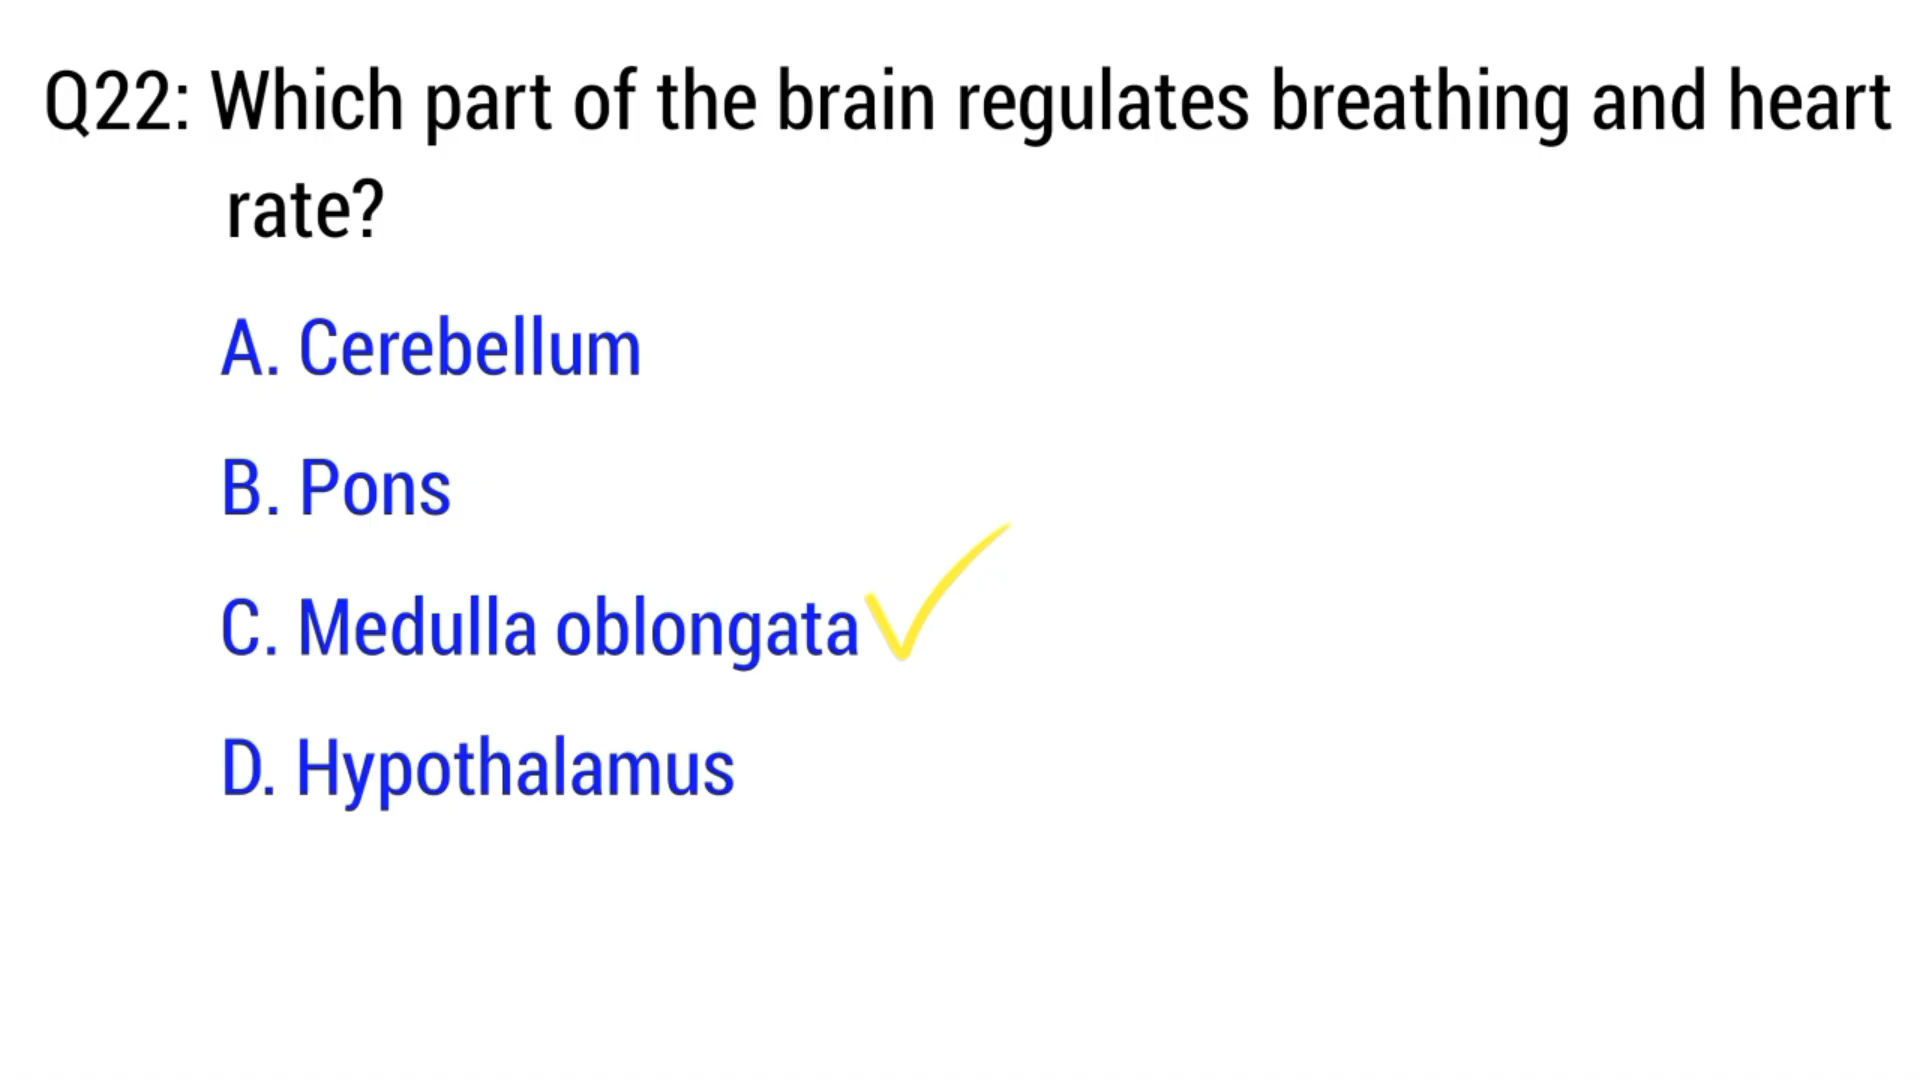 Q22: Which part of the brain regulates breathing and heart
rate?
A. Cerebellum
B. Pons
C. Medulla oblongata
D. Hypothalamus